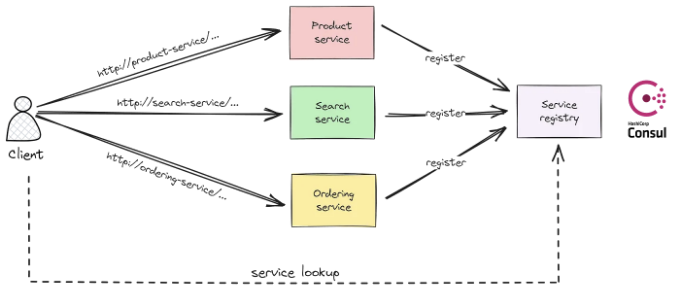 Product
service
http://product-service/...
register
http://search-service/...
Search
service
register
Service
registry
HashiCorp
Consul
Client
http://ordering-service/...
register
Ordering
service
service lookup